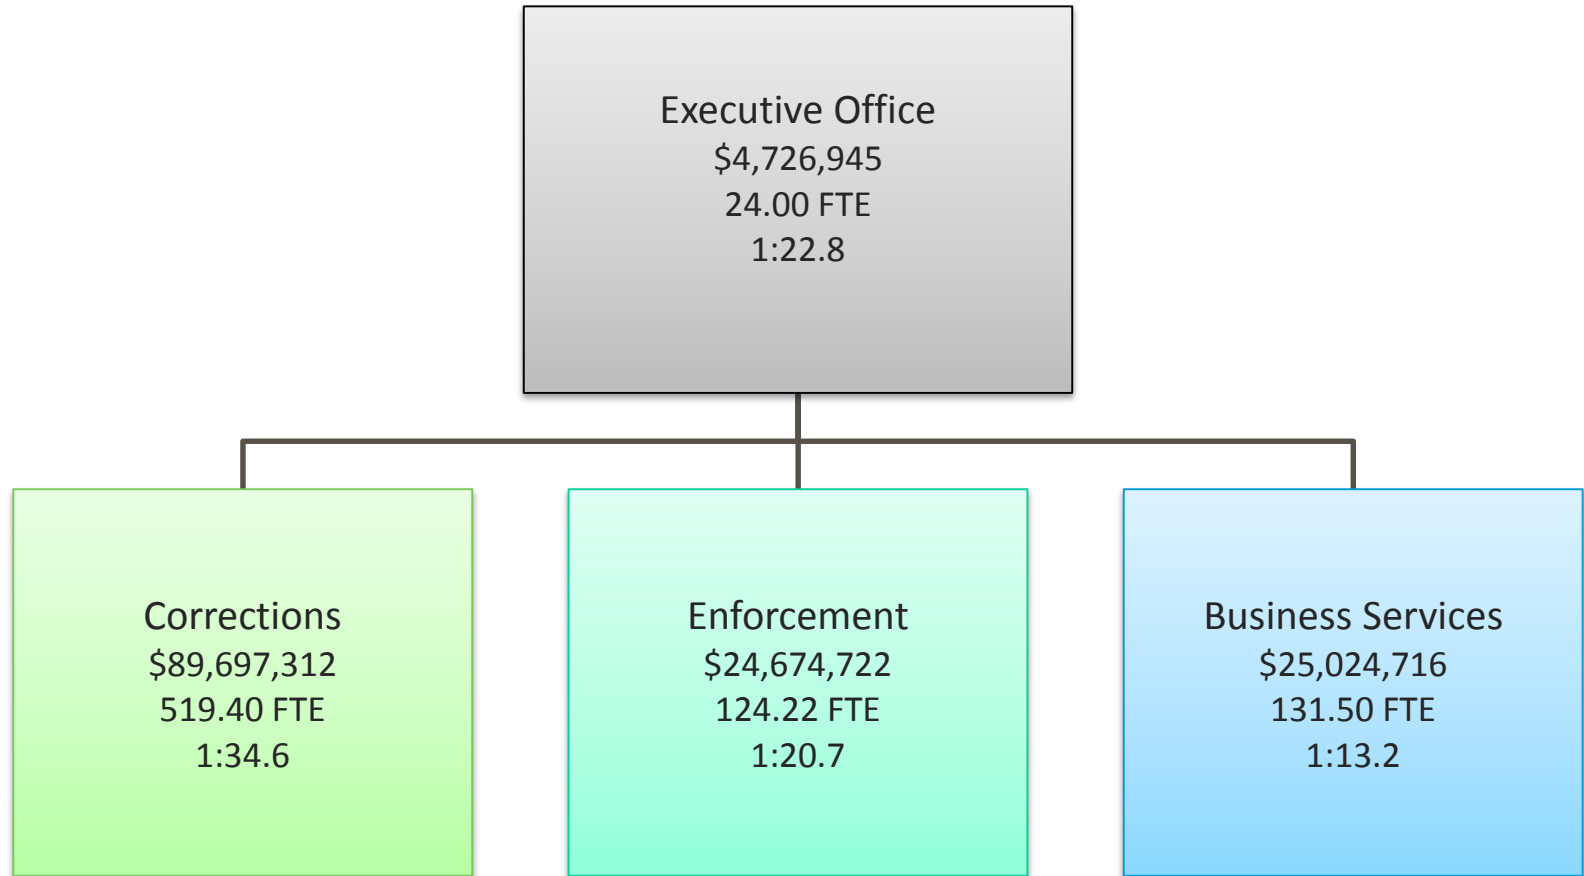 Executive Office
$4,726,945
24.00 FTE
1:22.8
Corrections
$89,697,312
519.40 FTE
1:34.6
Enforcement
$24,674,722
124.22 FTE
1:20.7
Business Services
$25,024,716
131.50 FTE
1:13.2